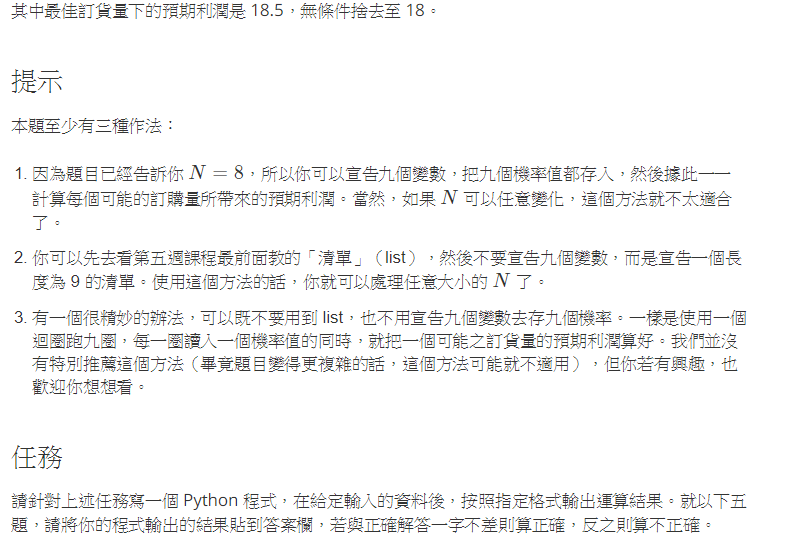 其中最佳訂貨量下的預期利潤是 18.5，無條件捨去至 18。
提示
本題至少有三種作法：
1. 因為題目已經告訴你 N = 8，所以你可以宣告九個變數，把九個機率值都存入，然後據此一一
計算每個可能的訂購量所帶來的預期利潤。當然，如果 N 可以任意變化，這個方法就不太適合
了。
2. 你可以先去看第五週課程最前面教的「清單」（list），然後不要宣告九個變數，而是宣告一個長
度為 9 的清單。使用這個方法的話，你就可以處理任意大小的 N 了。
3. 有一個很精妙的辦法，可以既不要用到 list，也不用宣告九個變數去存九個機率。一樣是使用一個
迴圈跑九圈，每一圈讀入一個機率值的同時，就把一個可能之訂貨量的預期利潤算好。我們並沒
有特別推薦這個方法（畢竟題目變得更複雜的話，這個方法可能就不適用），但你若有興趣，也
歡迎你想想看。
任務
請針對上述任務寫一個 Python 程式，在給定輸入的資料後，按照指定格式輸出運算結果。就以下五
題，請將你的程式輸出的結果貼到答案欄，若與正確解答一字不差則算正確，反之則算不正確。